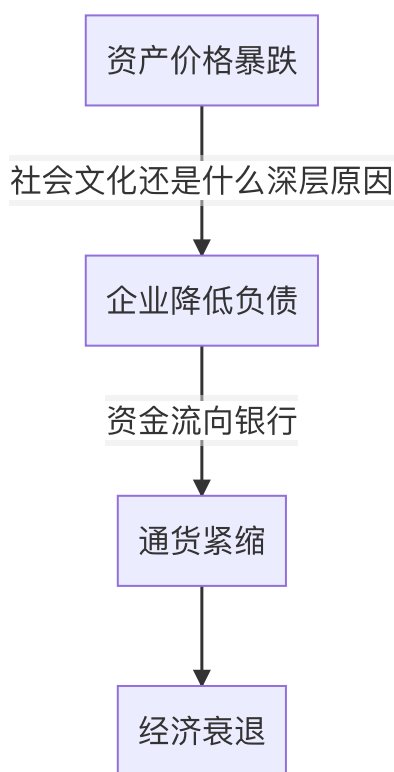 资产价格暴跌
社会文化还是什么深层原因
企业降低负债
资金流向银行
通货紧缩
经济衰退